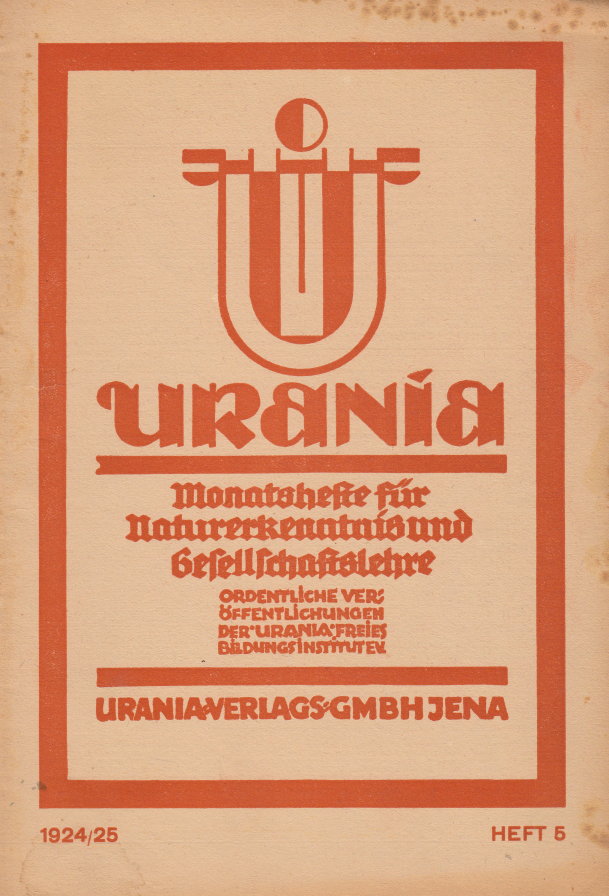 URANIA
Monatshefte für
Naturerkenntnis und
Gesellschaftslehre
ORDENTLICHE VER-
ÖFFENTLICHUNGEN
DER "URANIA" FREIES
BILDUNGSINSTITUT E.V.
URANIA-VERLAGS-GMBH JENA
1924/25
HEFT 5